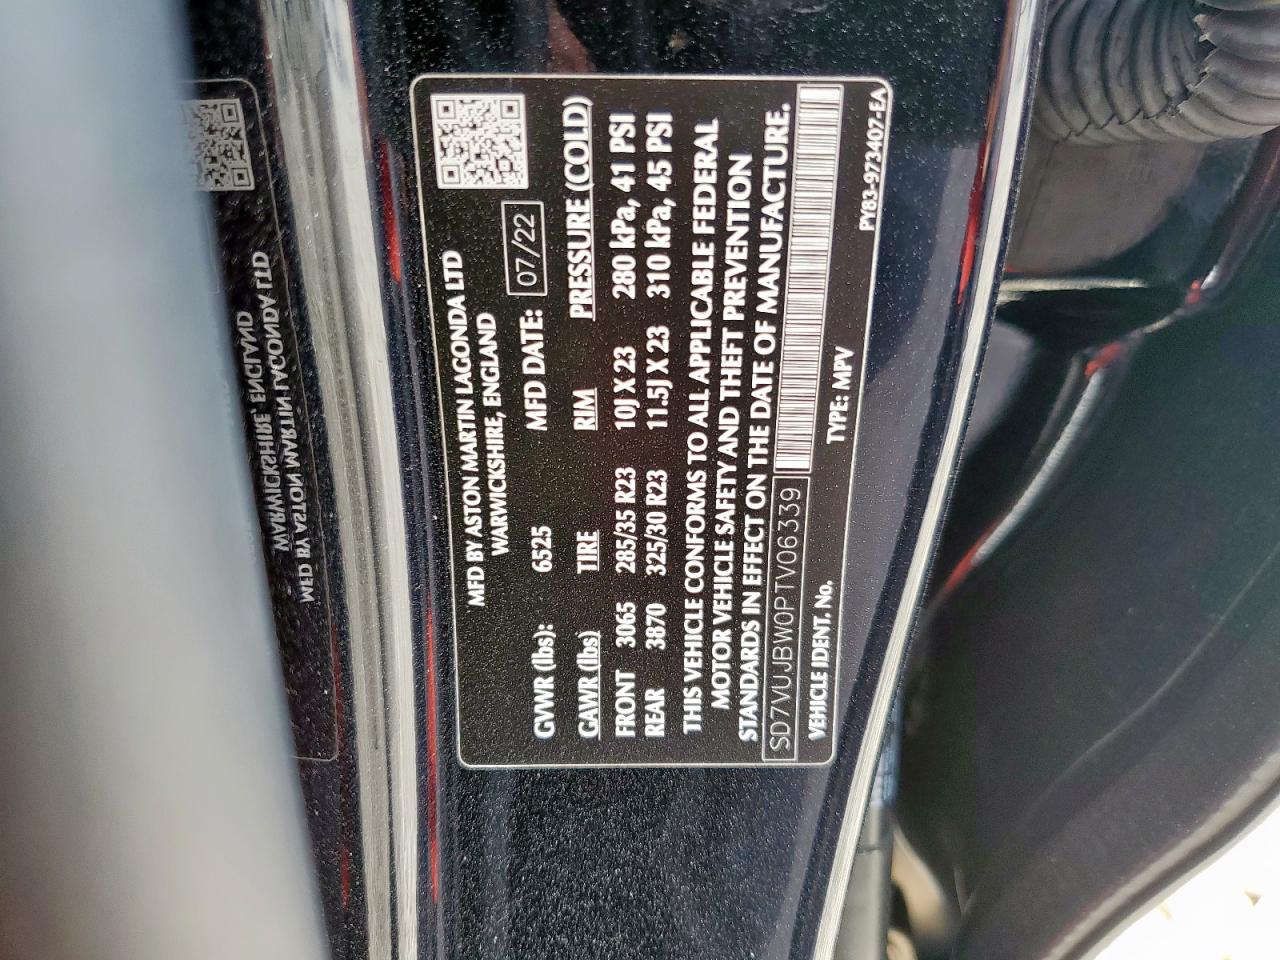 MFD BY ASTON MARTIN LAGONDA LTD
WARWICKSHIRE, ENGLAND
GVWR (lbs): 6525 MFD DATE: 07/22
GAWR (lbs) TIRE RIM PRESSURE (COLD)
FRONT 3065 285/35 R23 10J X 23 280 kPa, 41 PSI
REAR 3870 325/30 R23 11.5J X 23 310 kPa, 45 PSI
THIS VEHICLE CONFORMS TO ALL APPLICABLE FEDERAL
MOTOR VEHICLE SAFETY AND THEFT PREVENTION
STANDARDS IN EFFECT ON THE DATE OF MANUFACTURE.
SD7VUJBW0PTV06339
VEHICLE IDENT. No. TYPE: MPV
PY83-973407-EA
MFD BY ASTON MARTIN LAGONDA LTD
WARWICKSHIRE, ENGLAND